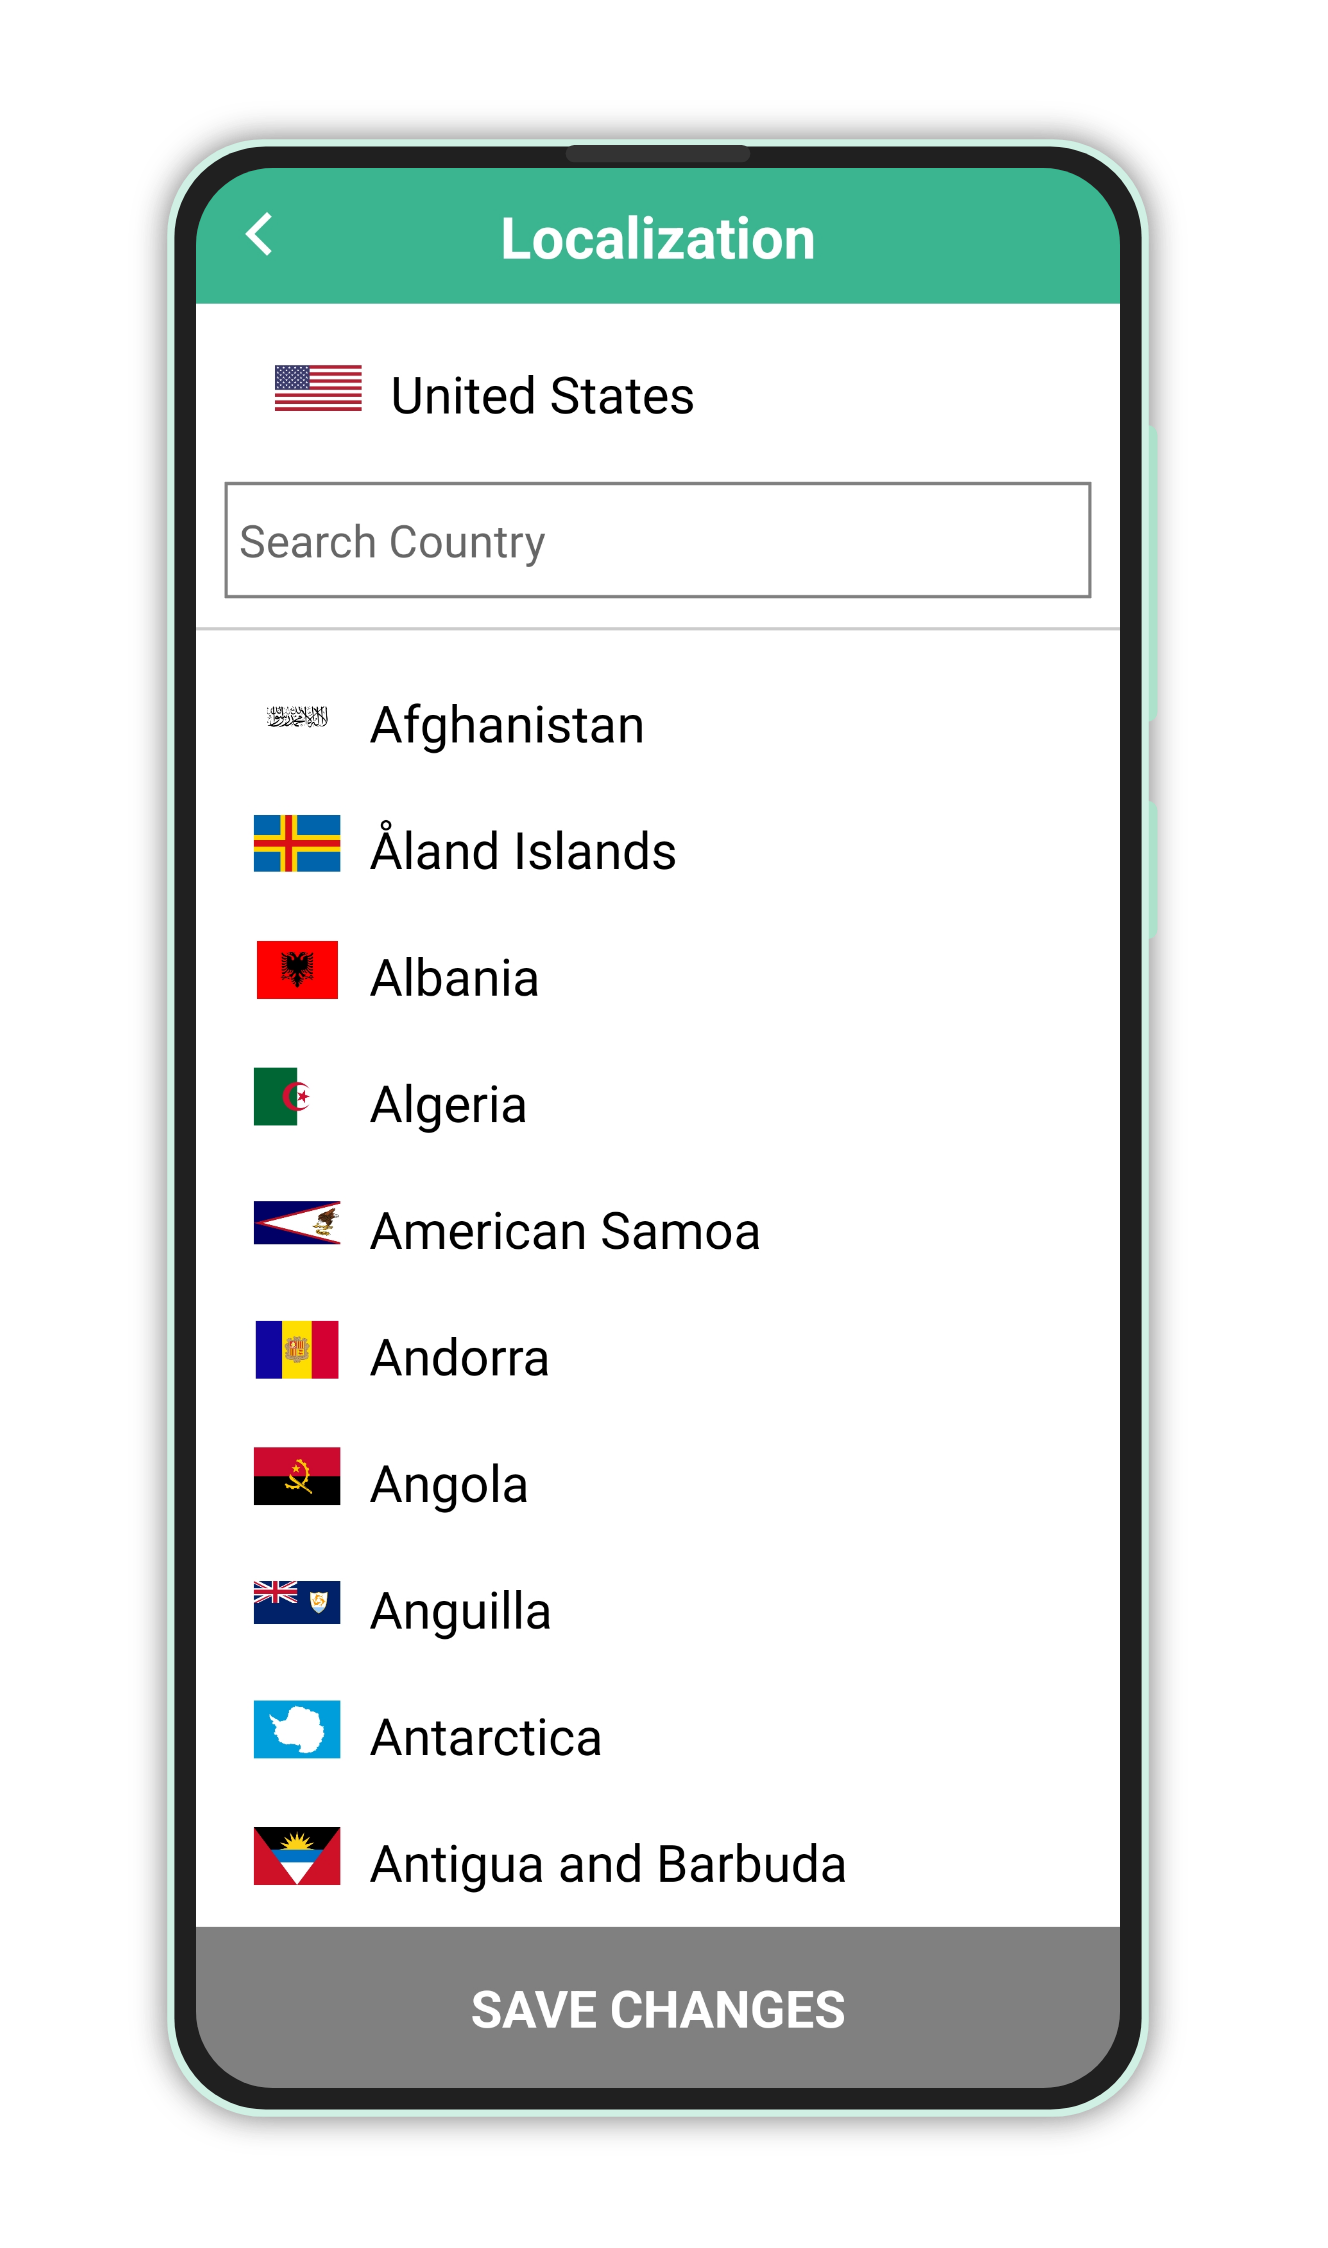 Localization
United States
Search Country
Afghanistan
Åland Islands
Albania
Algeria
American Samoa
Andorra
Angola
Anguilla
Antarctica
Antigua and Barbuda
SAVE CHANGES